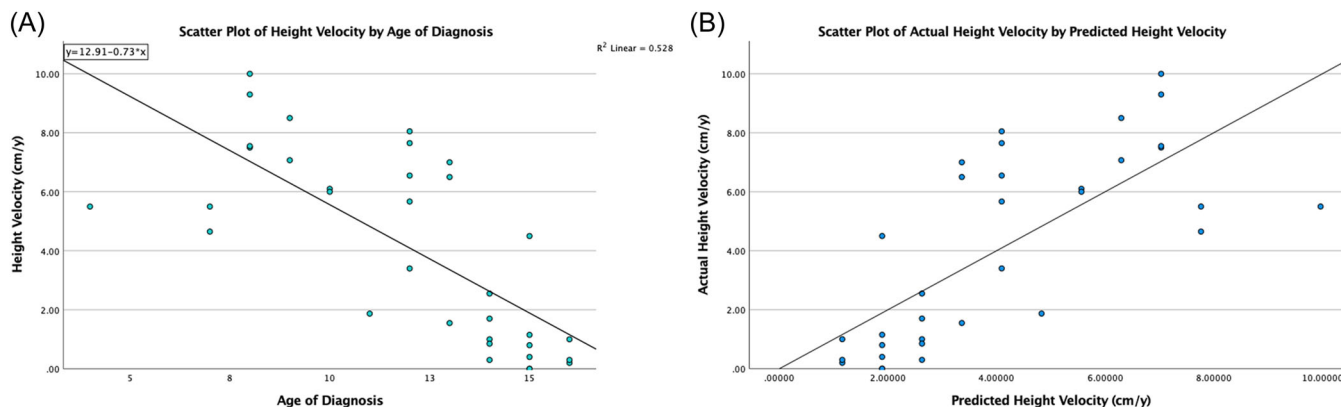 (A)
Scatter Plot of Height Velocity by Age of Diagnosis
y=12.91-0.73*x
R² Linear = 0.528
10.00
8.00
6.00
4.00
2.00
.00
Height Velocity (cm/y)
5 8 10 13 15
Age of Diagnosis
(B)
Scatter Plot of Actual Height Velocity by Predicted Height Velocity
10.00
8.00
6.00
4.00
2.00
.00
Actual Height Velocity (cm/y)
.00000 2.00000 4.00000 6.00000 8.00000 10.00000
Predicted Height Velocity (cm/y)